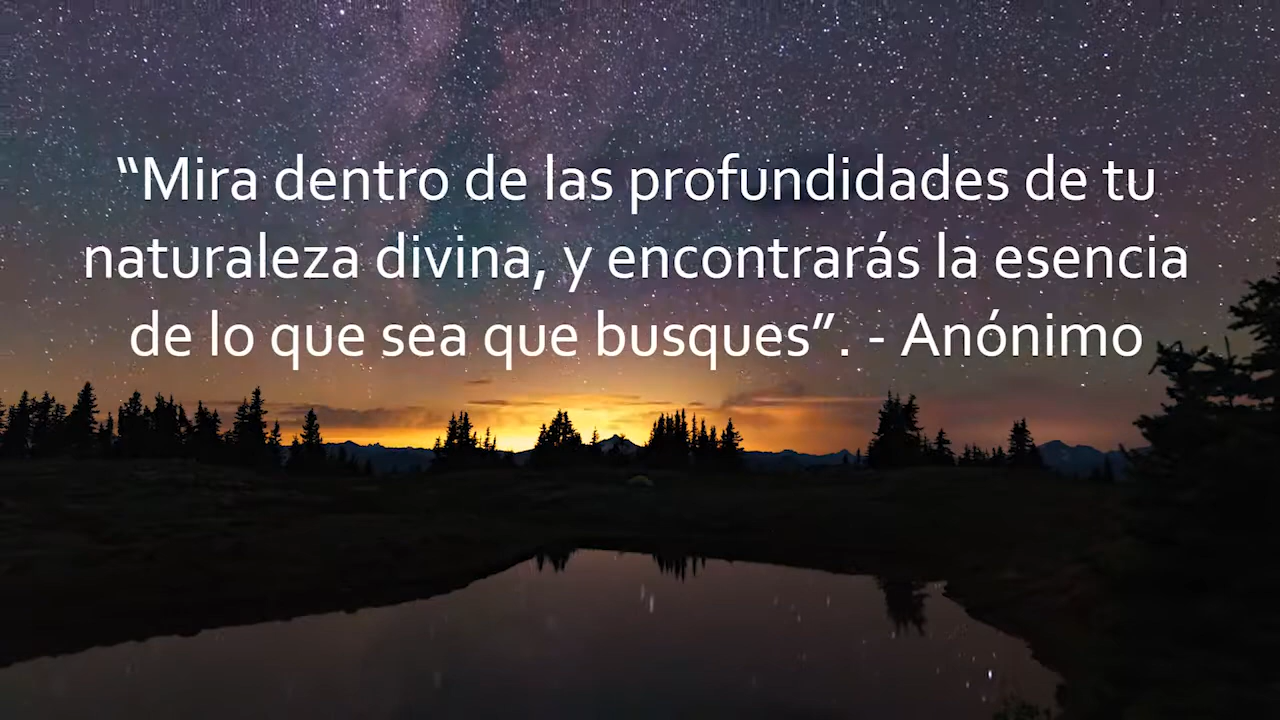 “Mira dentro de las profundidades de tu
naturaleza divina, y encontrarás la esencia
de lo que sea que busques”. - Anónimo